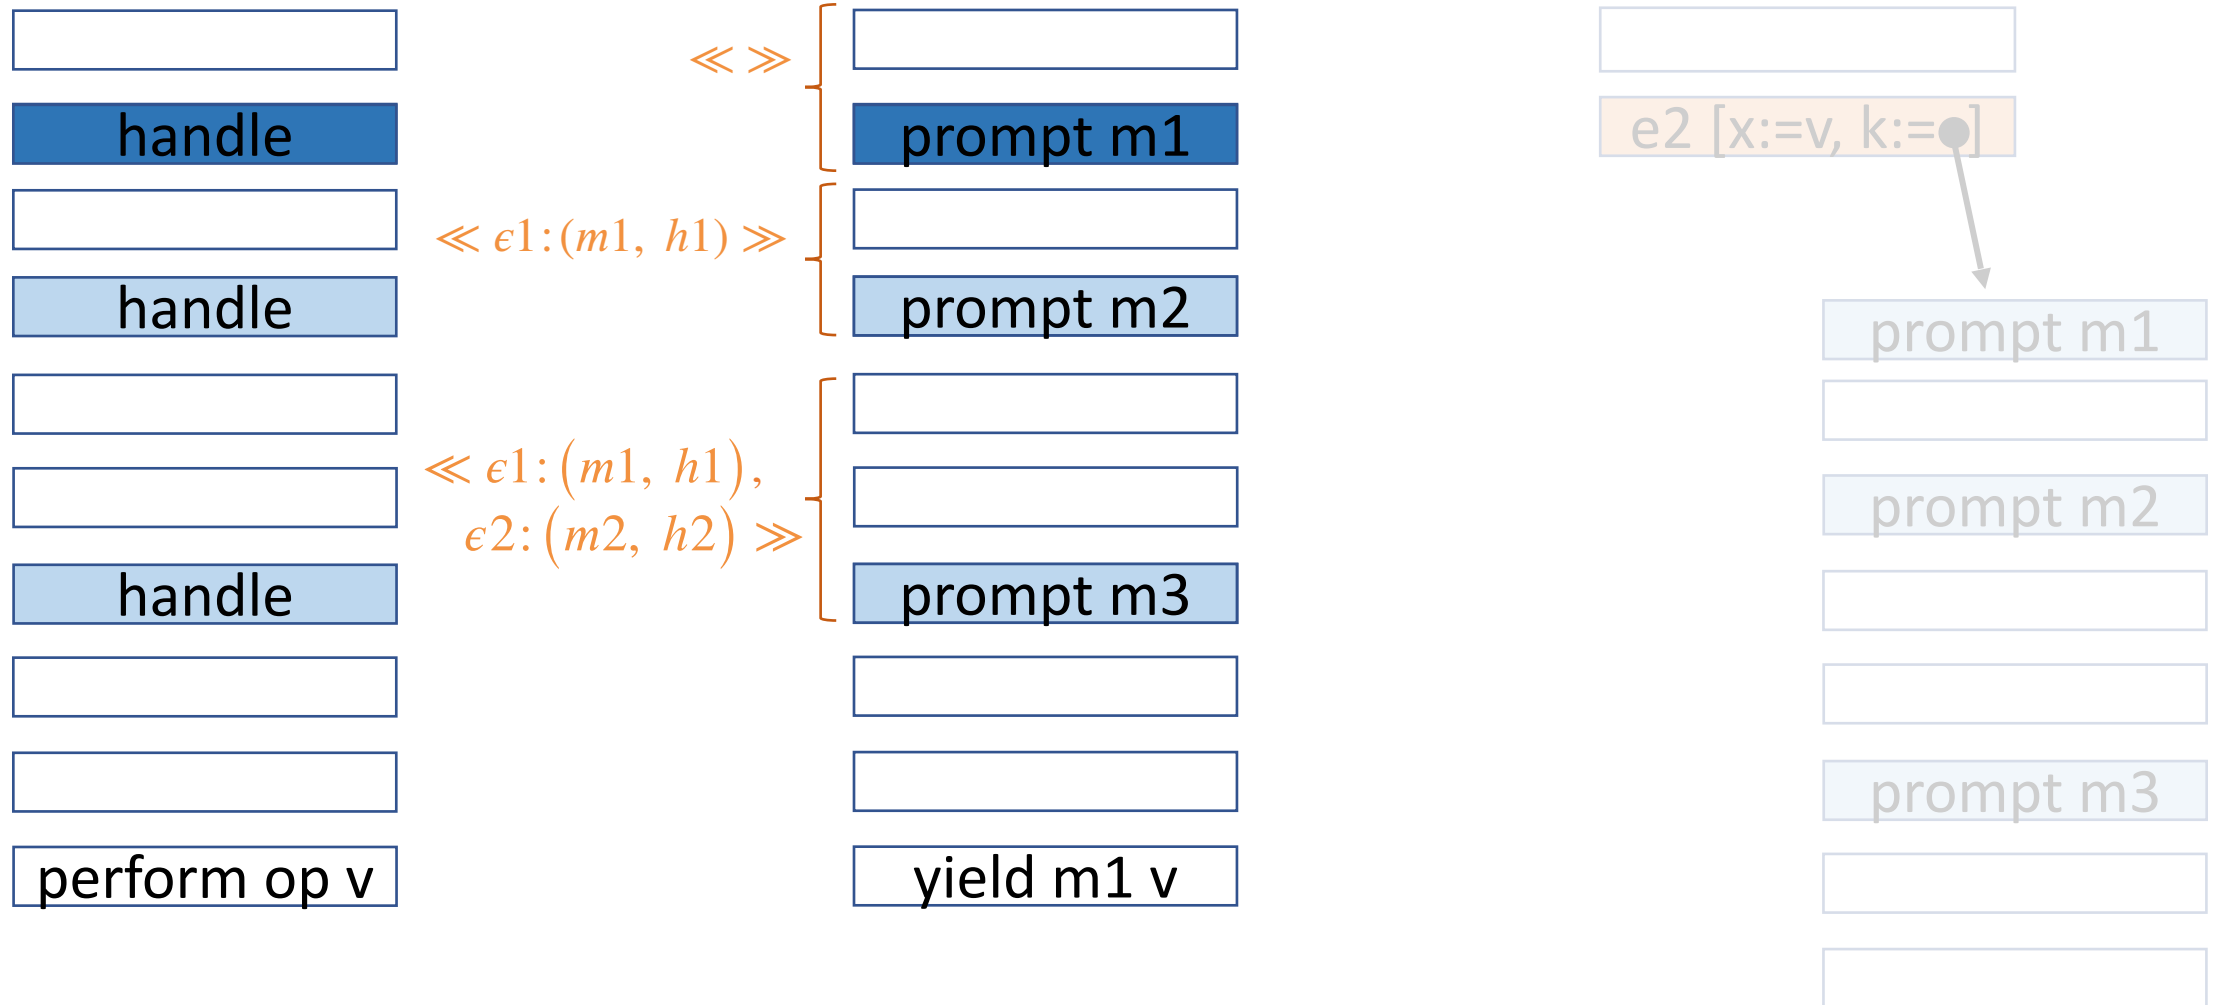 handle
handle
handle
perform op v
≪ ≫
≪ ϵ1:(m1, h1) ≫
≪ ϵ1:(m1, h1),
ϵ2:(m2, h2) ≫
prompt m1
prompt m2
prompt m3
yield m1 v
e2 [x:=v, k:= ]
prompt m1
prompt m2
prompt m3